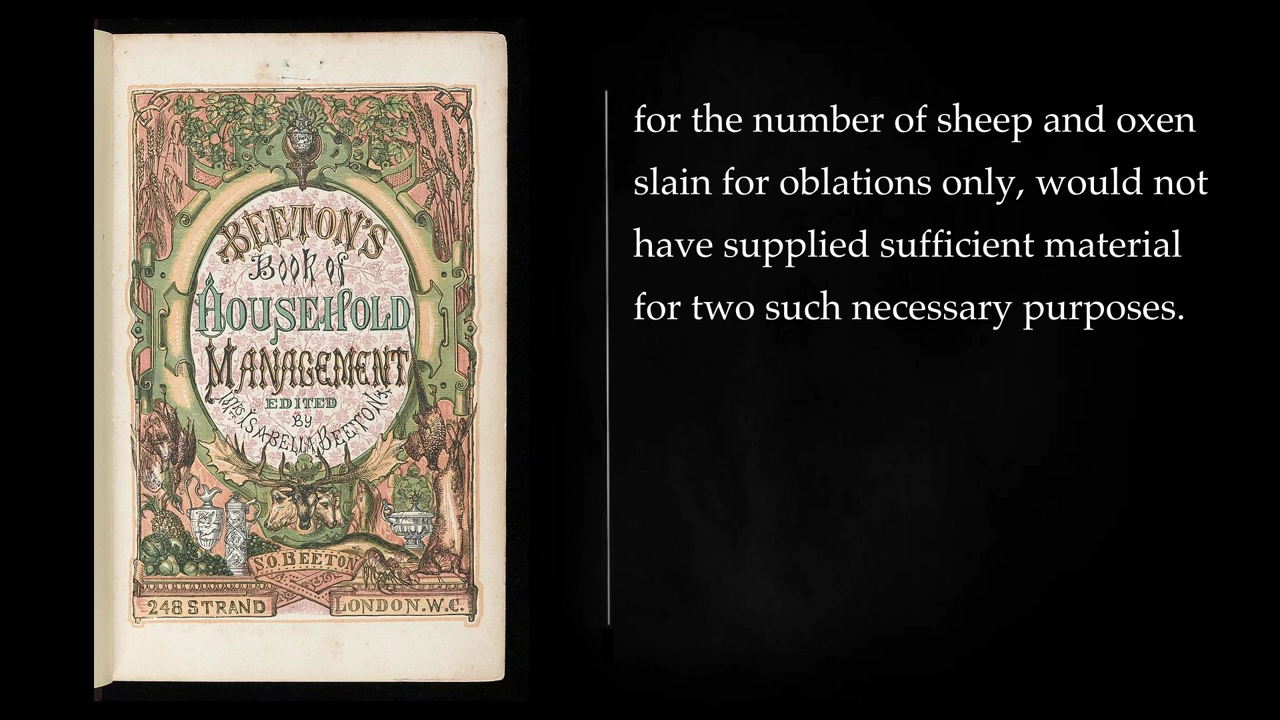 BEETON'S
Book of
HOUSEHOLD
MANAGEMENT
EDITED
BY
MRS ISABELLA BEETON
S.O. BEETON
248 STRAND
LONDON. W.C.
for the number of sheep and oxen
slain for oblations only, would not
have supplied sufficient material
for two such necessary purposes.